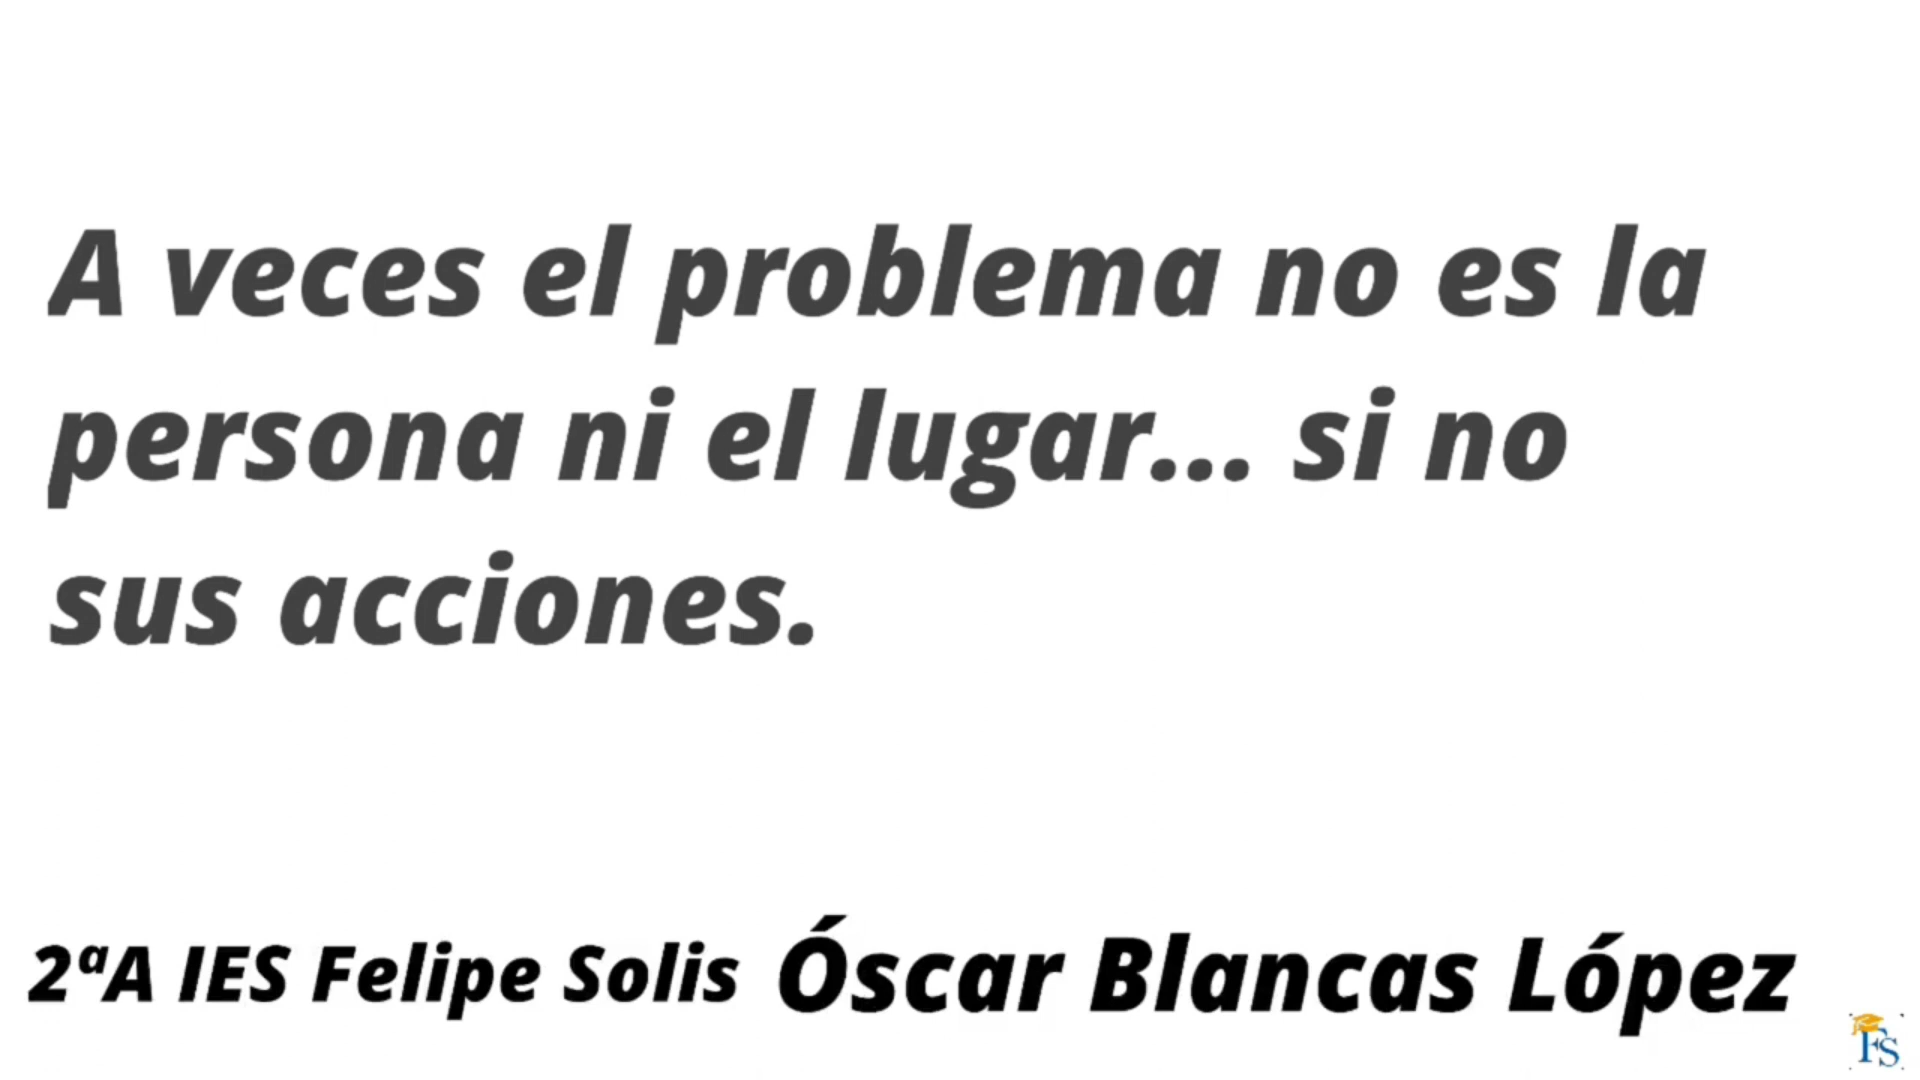 A veces el problema no es la
persona ni el lugar... si no
sus acciones.
2ªA IES Felipe Solis Óscar Blancas López
FS